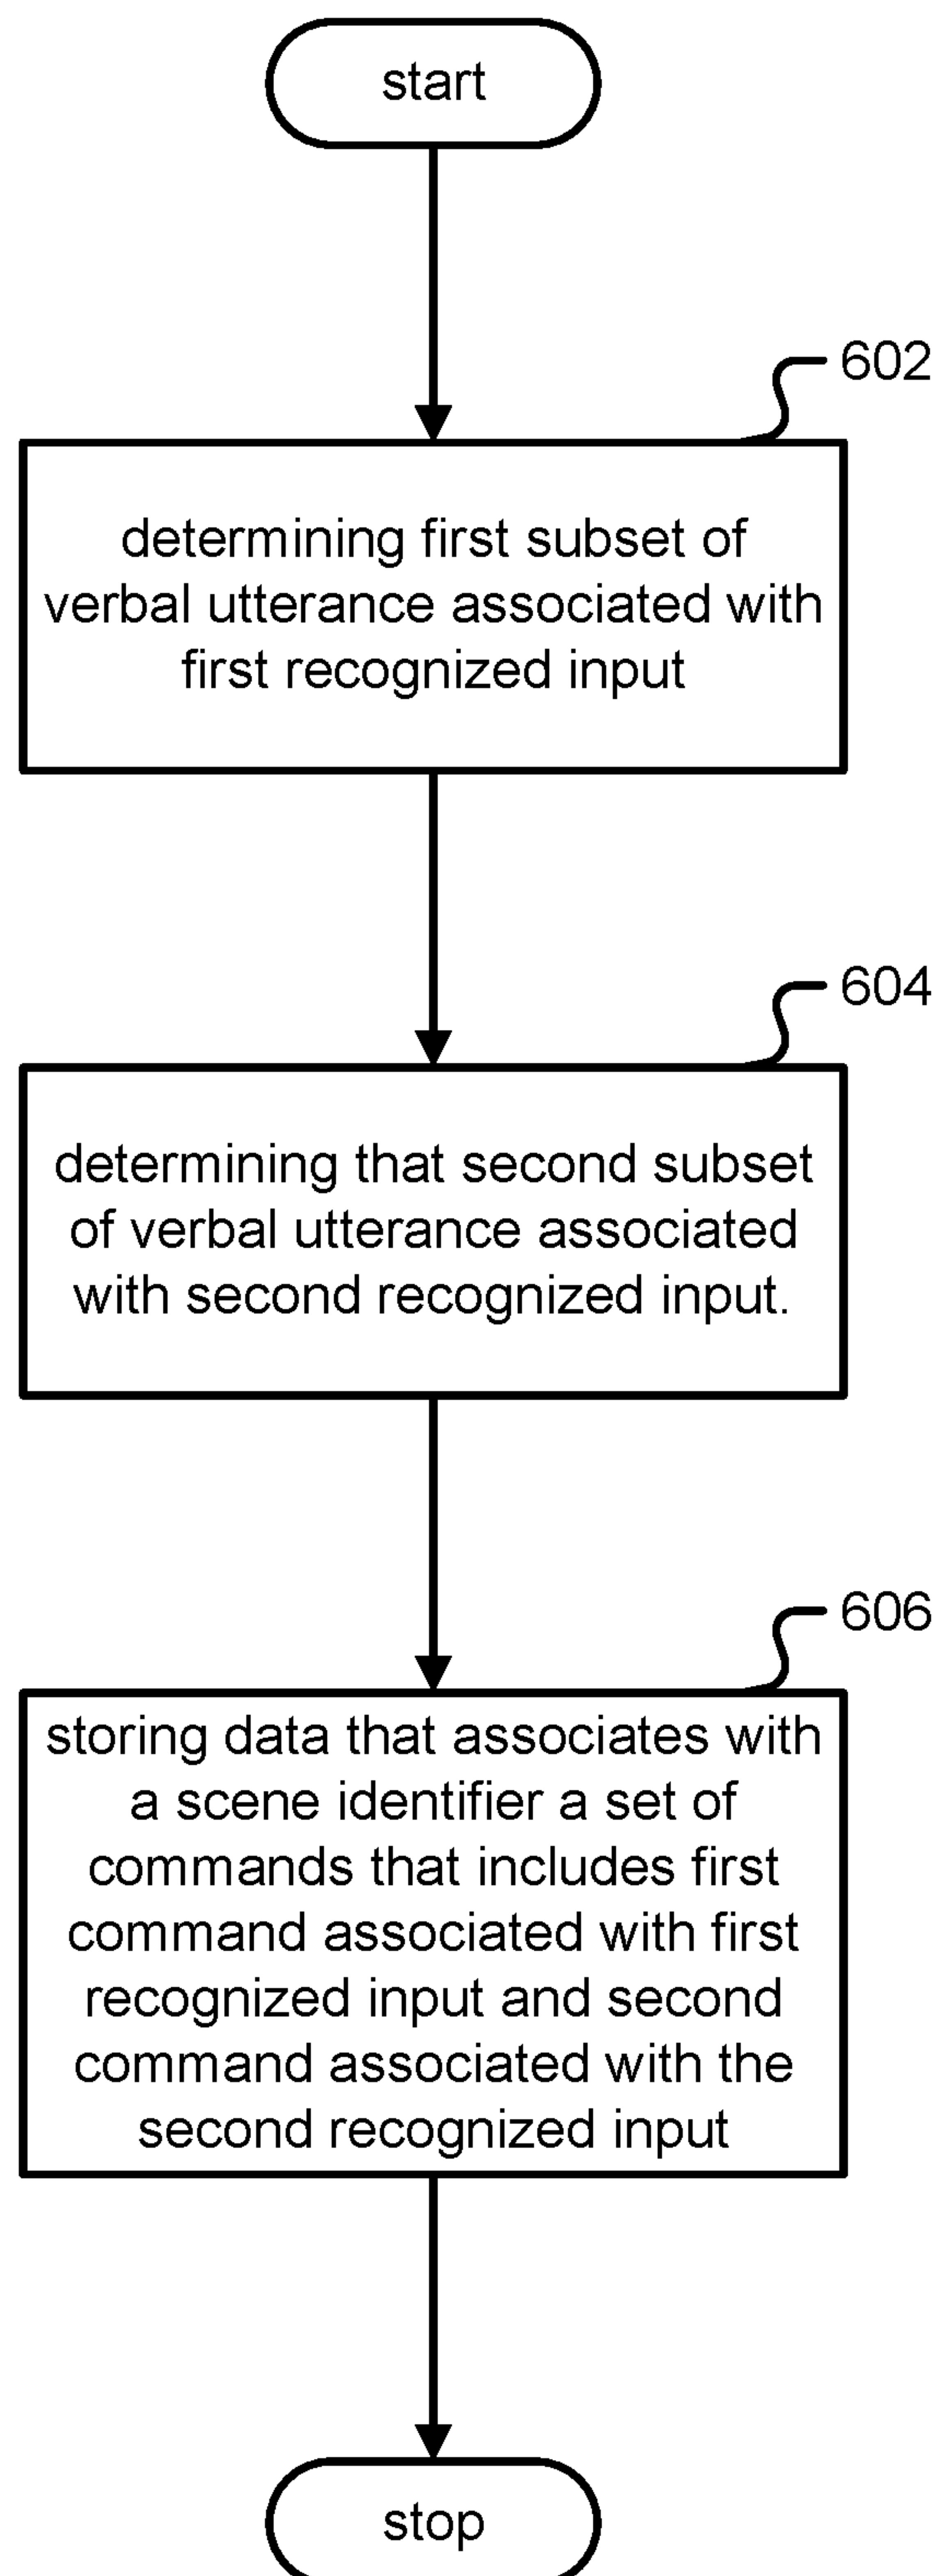 start
602
determining first subset of
verbal utterance associated with
first recognized input
604
determining that second subset
of verbal utterance associated
with second recognized input.
606
storing data that associates with
a scene identifier a set of
commands that includes first
command associated with first
recognized input and second
command associated with the
second recognized input
stop